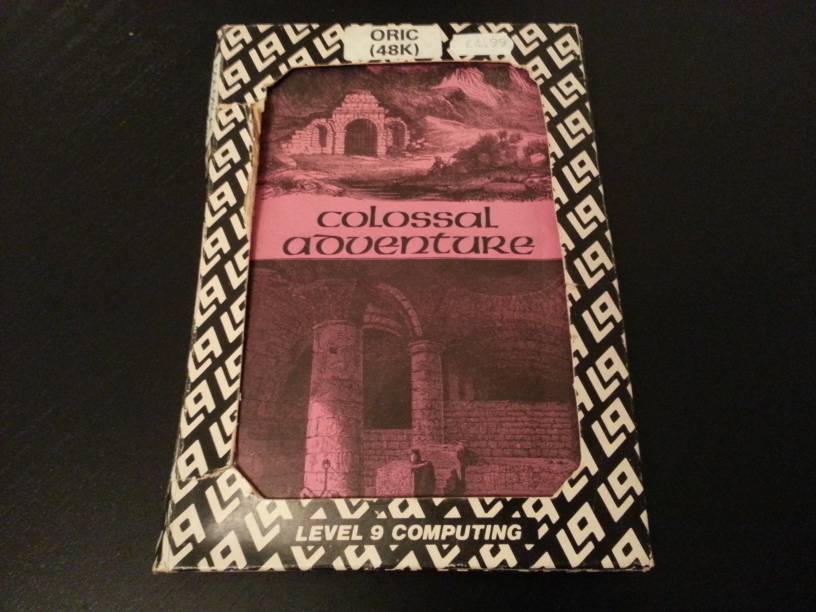 ORIC
(48K)
£4.99
colossal
adventure
LEVEL 9 COMPUTING